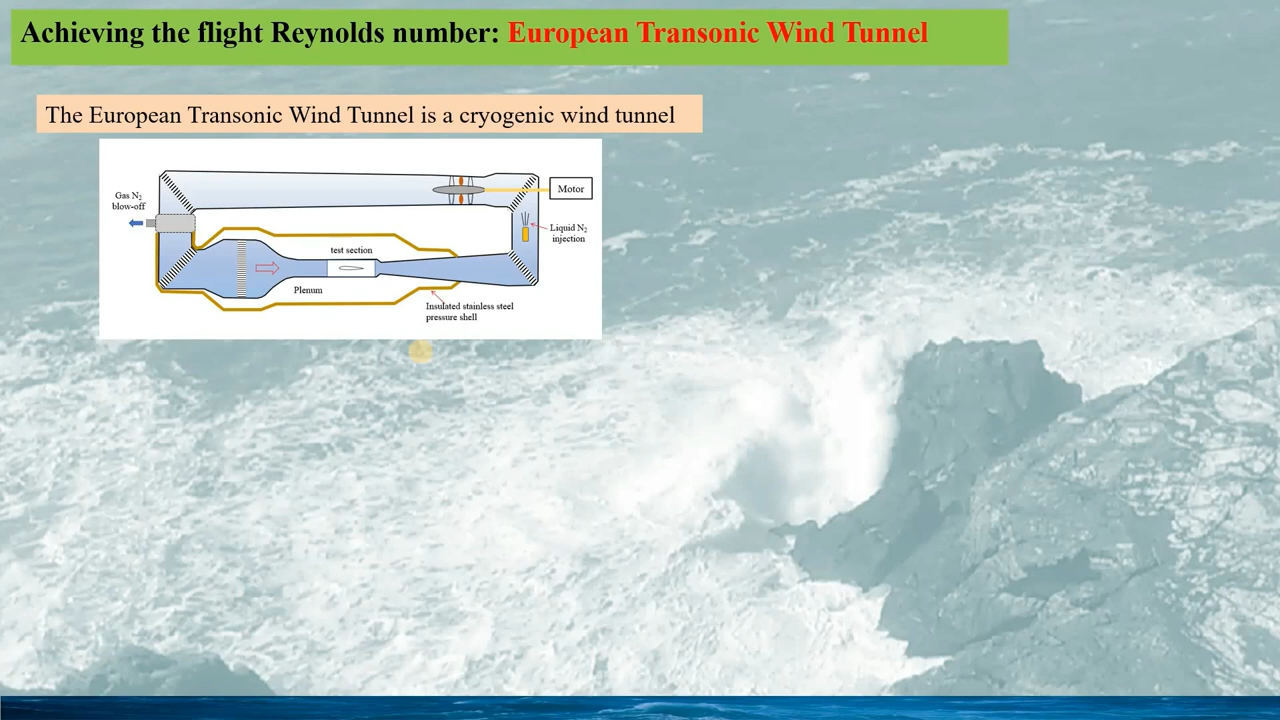 Achieving the flight Reynolds number: European Transonic Wind Tunnel
The European Transonic Wind Tunnel is a cryogenic wind tunnel
Gas N₂
blow-off
Motor
Liquid N₂
injection
test section
Plenum
Insulated stainless steel
pressure shell